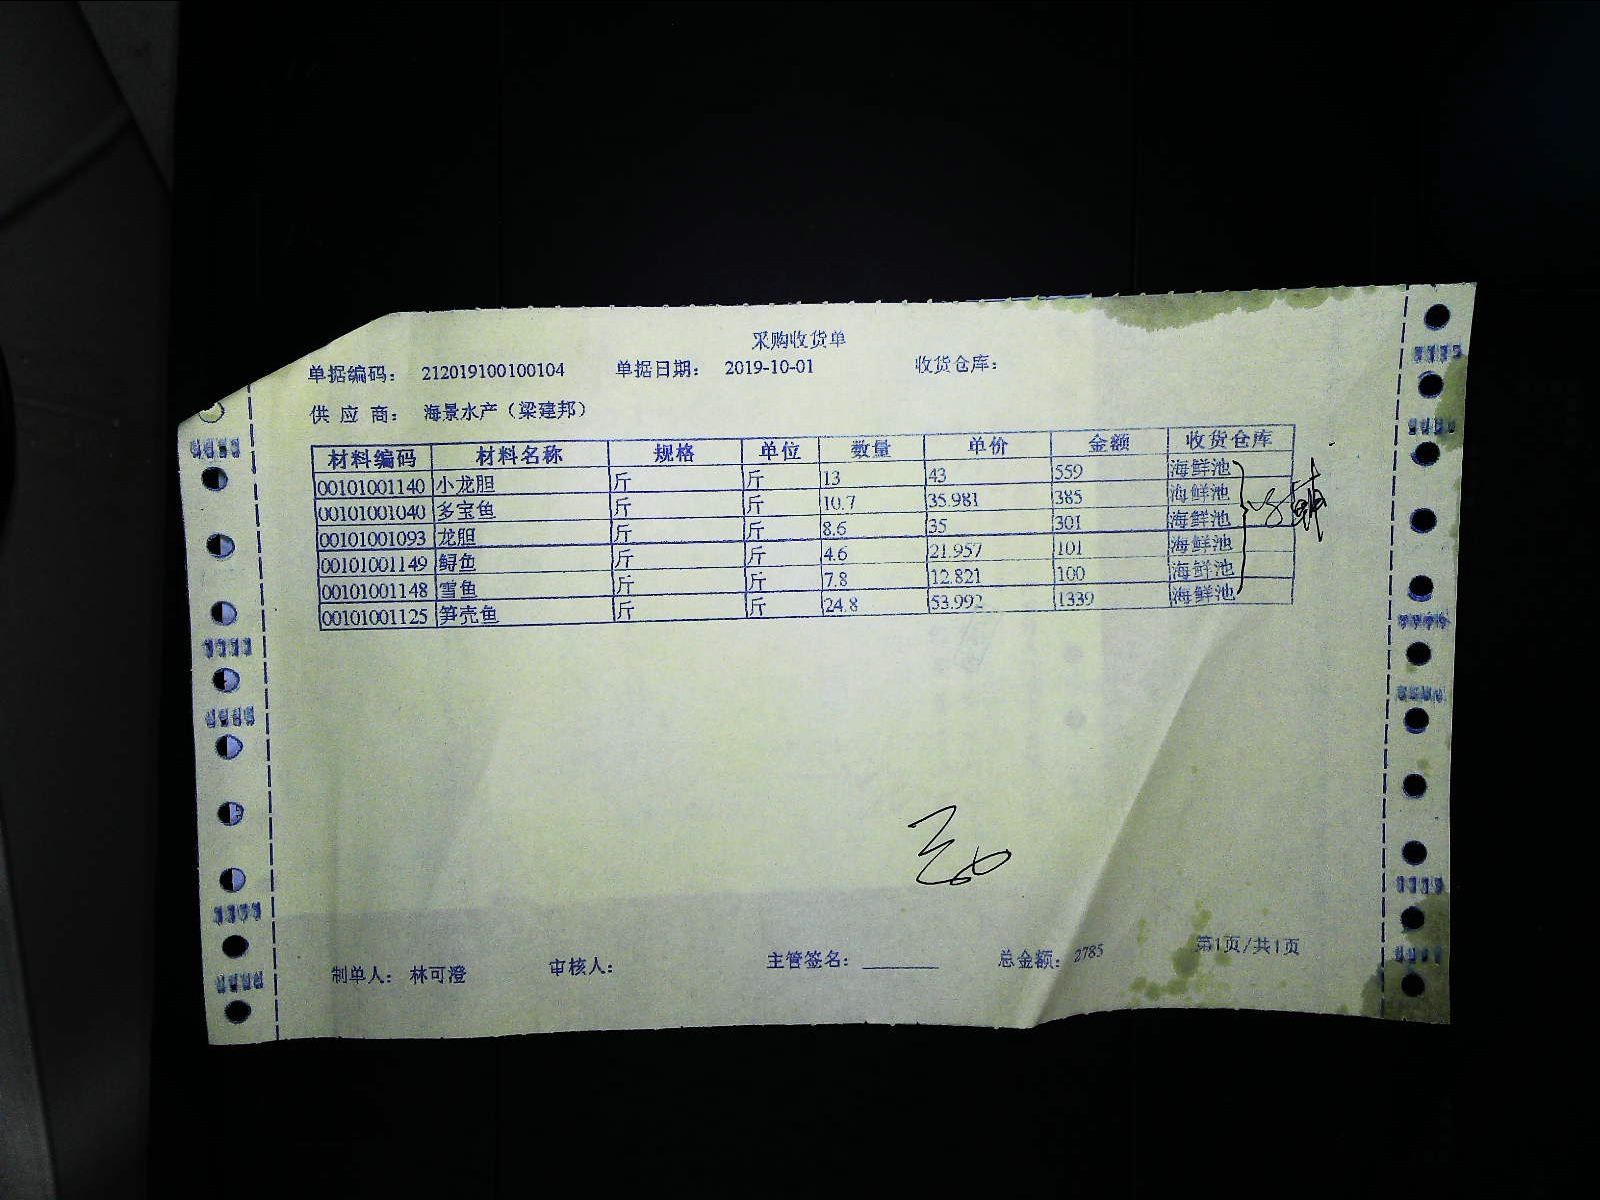 采购收货单
单据编码： 212019100100104 单据日期： 2019-10-01 收货仓库：
供 应 商： 海景水产（梁建邦）
材料编码 材料名称 规格 单位 数量 单价 金额 收货仓库
00101001140 小龙胆 斤 斤 13 43 559 海鲜池
00101001040 多宝鱼 斤 斤 10.7 35.981 385 海鲜池
00101001093 龙胆 斤 斤 8.6 35 301 海鲜池
00101001149 鲟鱼 斤 斤 4.6 21.957 101 海鲜池
00101001148 雪鱼 斤 斤 7.8 12.821 100 海鲜池
00101001125 笋壳鱼 斤 斤 24.8 53.992 1339 海鲜池
制单人： 林可澄 审核人： 主管签名： 总金额： 2785 第1页/共1页